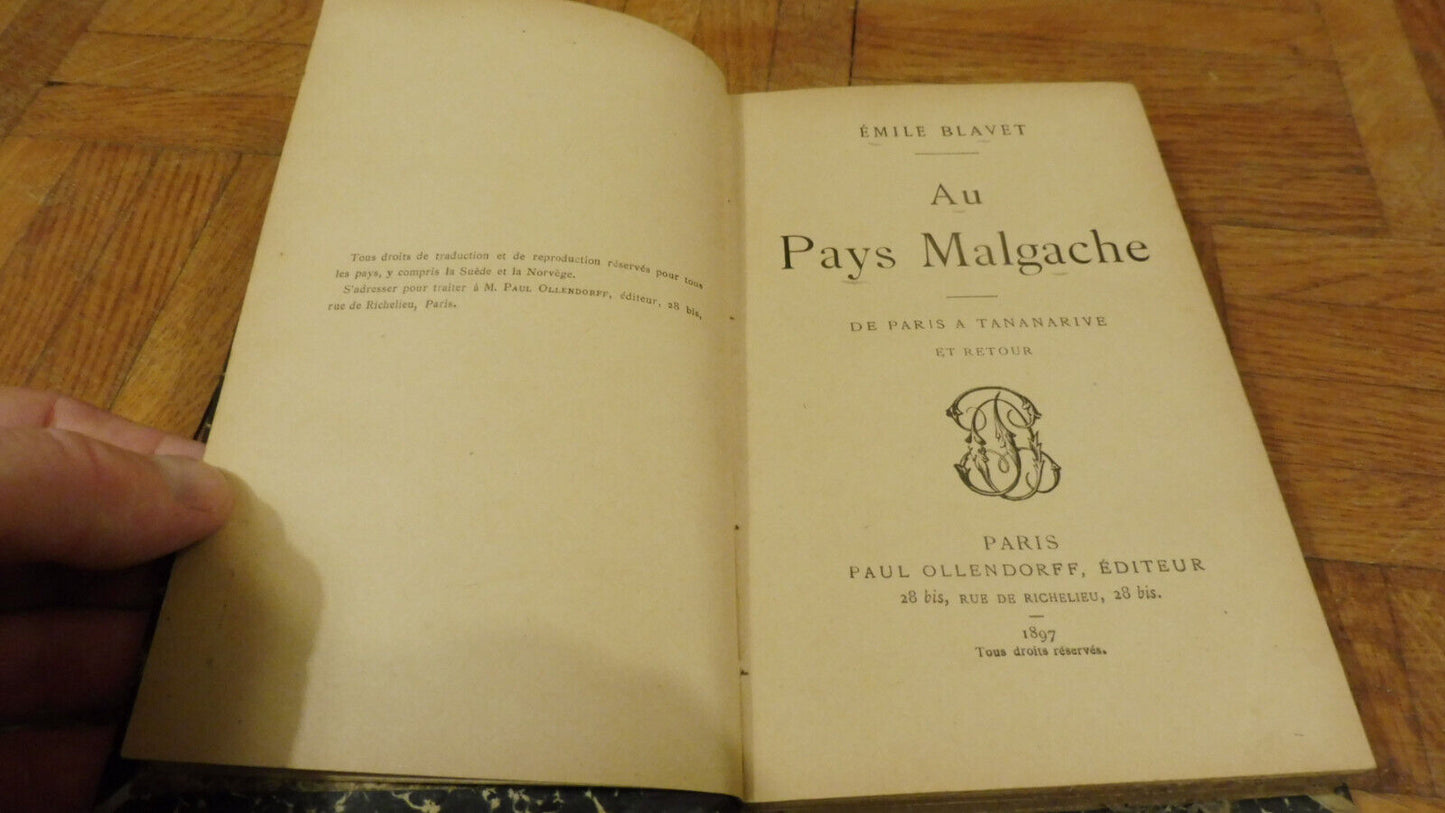 Tous droits de traduction et de reproduction réservés pour tous
les pays, y compris la Suède et la Norvège.
S'adresser pour traiter à M. PAUL OLLENDORFF, éditeur, 28 bis,
rue de Richelieu, Paris.
ÉMILE BLAVET
Au
Pays Malgache
DE PARIS A TANANARIVE
ET RETOUR
PARIS
PAUL OLLENDORFF, ÉDITEUR
28 bis, RUE DE RICHELIEU, 28 bis.
1897
Tous droits réservés.